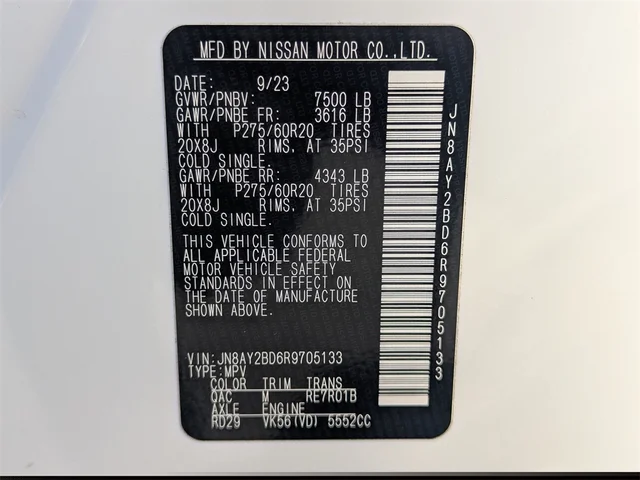 MFD BY NISSAN MOTOR CO.,LTD.
DATE: 9/23
GVWR/PNBV: 7500 LB
GAWR/PNBE FR: 3616 LB
WITH P275/60R20 TIRES
20X8J RIMS, AT 35PSI
COLD SINGLE.
GAWR/PNBE RR: 4343 LB
WITH P275/60R20 TIRES
20X8J RIMS, AT 35PSI
COLD SINGLE.
THIS VEHICLE CONFORMS TO
ALL APPLICABLE FEDERAL
MOTOR VEHICLE SAFETY
STANDARDS IN EFFECT ON
THE DATE OF MANUFACTURE
SHOWN ABOVE.
VIN:JN8AY2BD6R9705133
TYPE:MPV
COLOR TRIM TRANS
QAC M RE7R01B
AXLE ENGINE
RD29 VK56(VD) 5552CC
JN8AY2BD6R9705133